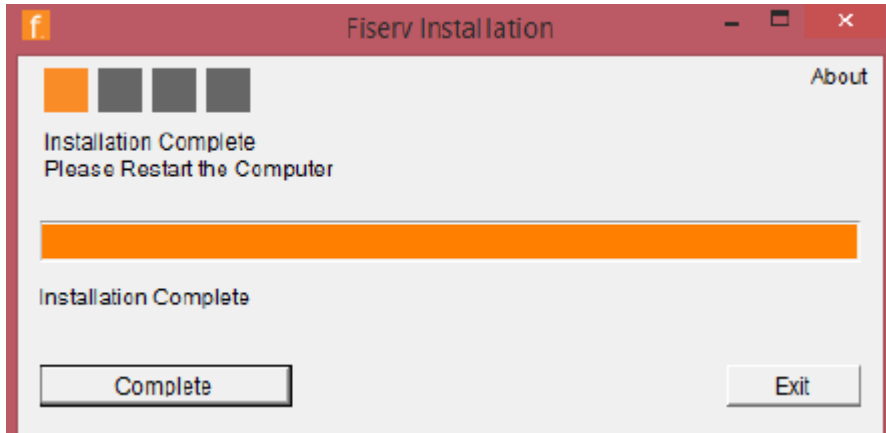 f.
Fiserv Installation
About
Installation Complete
Please Restart the Computer
Installation Complete
Complete
Exit